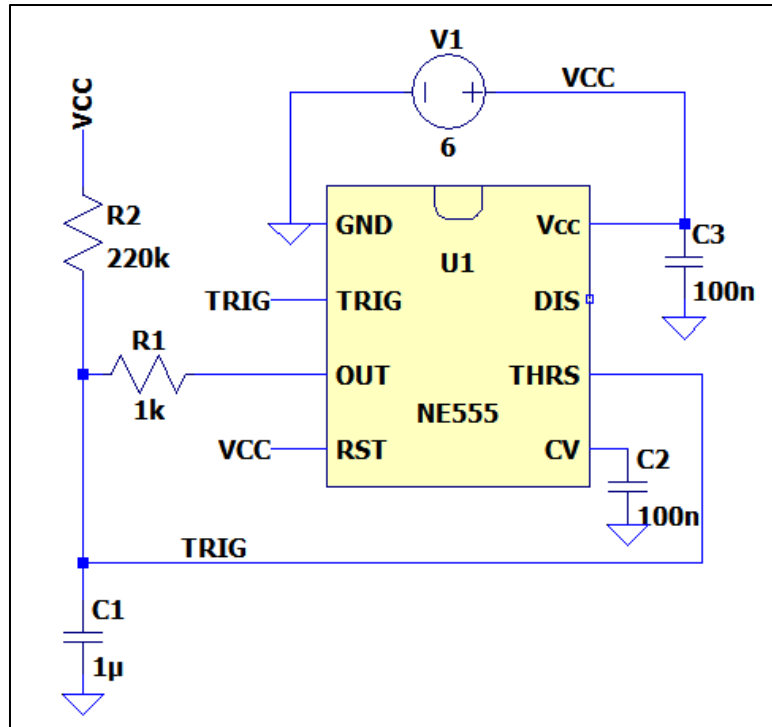 V1
VCC
6
VCC
R2
220k
GND
VCC
U1
C3
100n
TRIG
TRIG
DIS
R1
1k
OUT
THRS
NE555
VCC
RST
CV
C2
100n
TRIG
C1
1µ